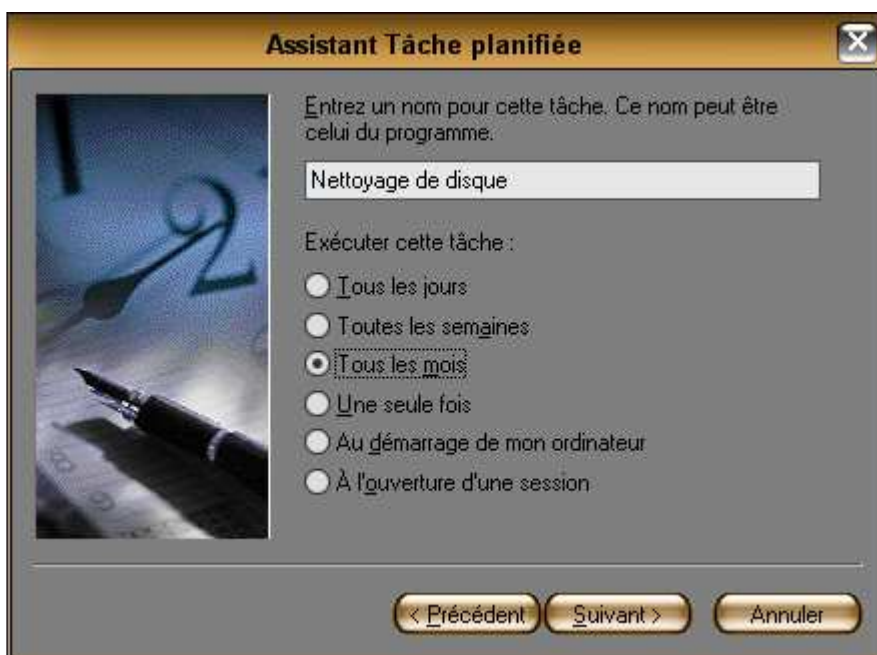 Assistant Tâche planifiée
Entrez un nom pour cette tâche. Ce nom peut être
celui du programme.
Nettoyage de disque
Exécuter cette tâche :
Tous les jours
Toutes les semaines
Tous les mois
Une seule fois
Au démarrage de mon ordinateur
À l'ouverture d'une session
< Précédent
Suivant >
Annuler
2